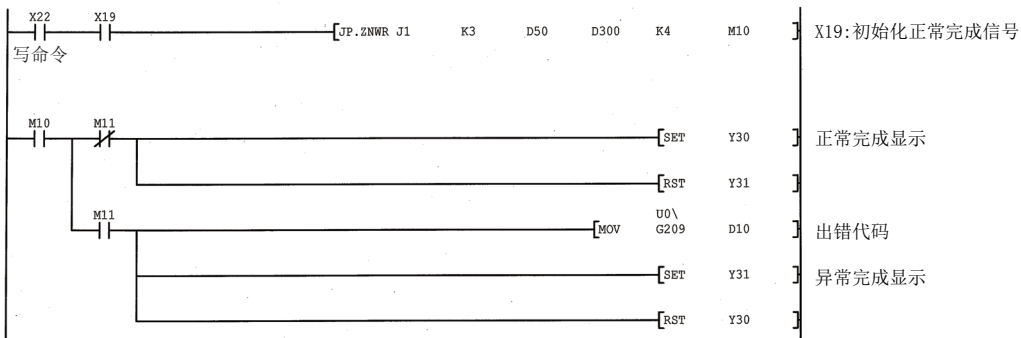 X22 X19
[JP.ZNWR J1 K3 D50 D300 K4 M10 ] X19:初始化正常完成信号
写命令
M10 M11
[SET Y30 ] 正常完成显示
[RST Y31 ]
M11
[MOV U0\G209 D10 ] 出错代码
[SET Y31 ] 异常完成显示
[RST Y30 ]